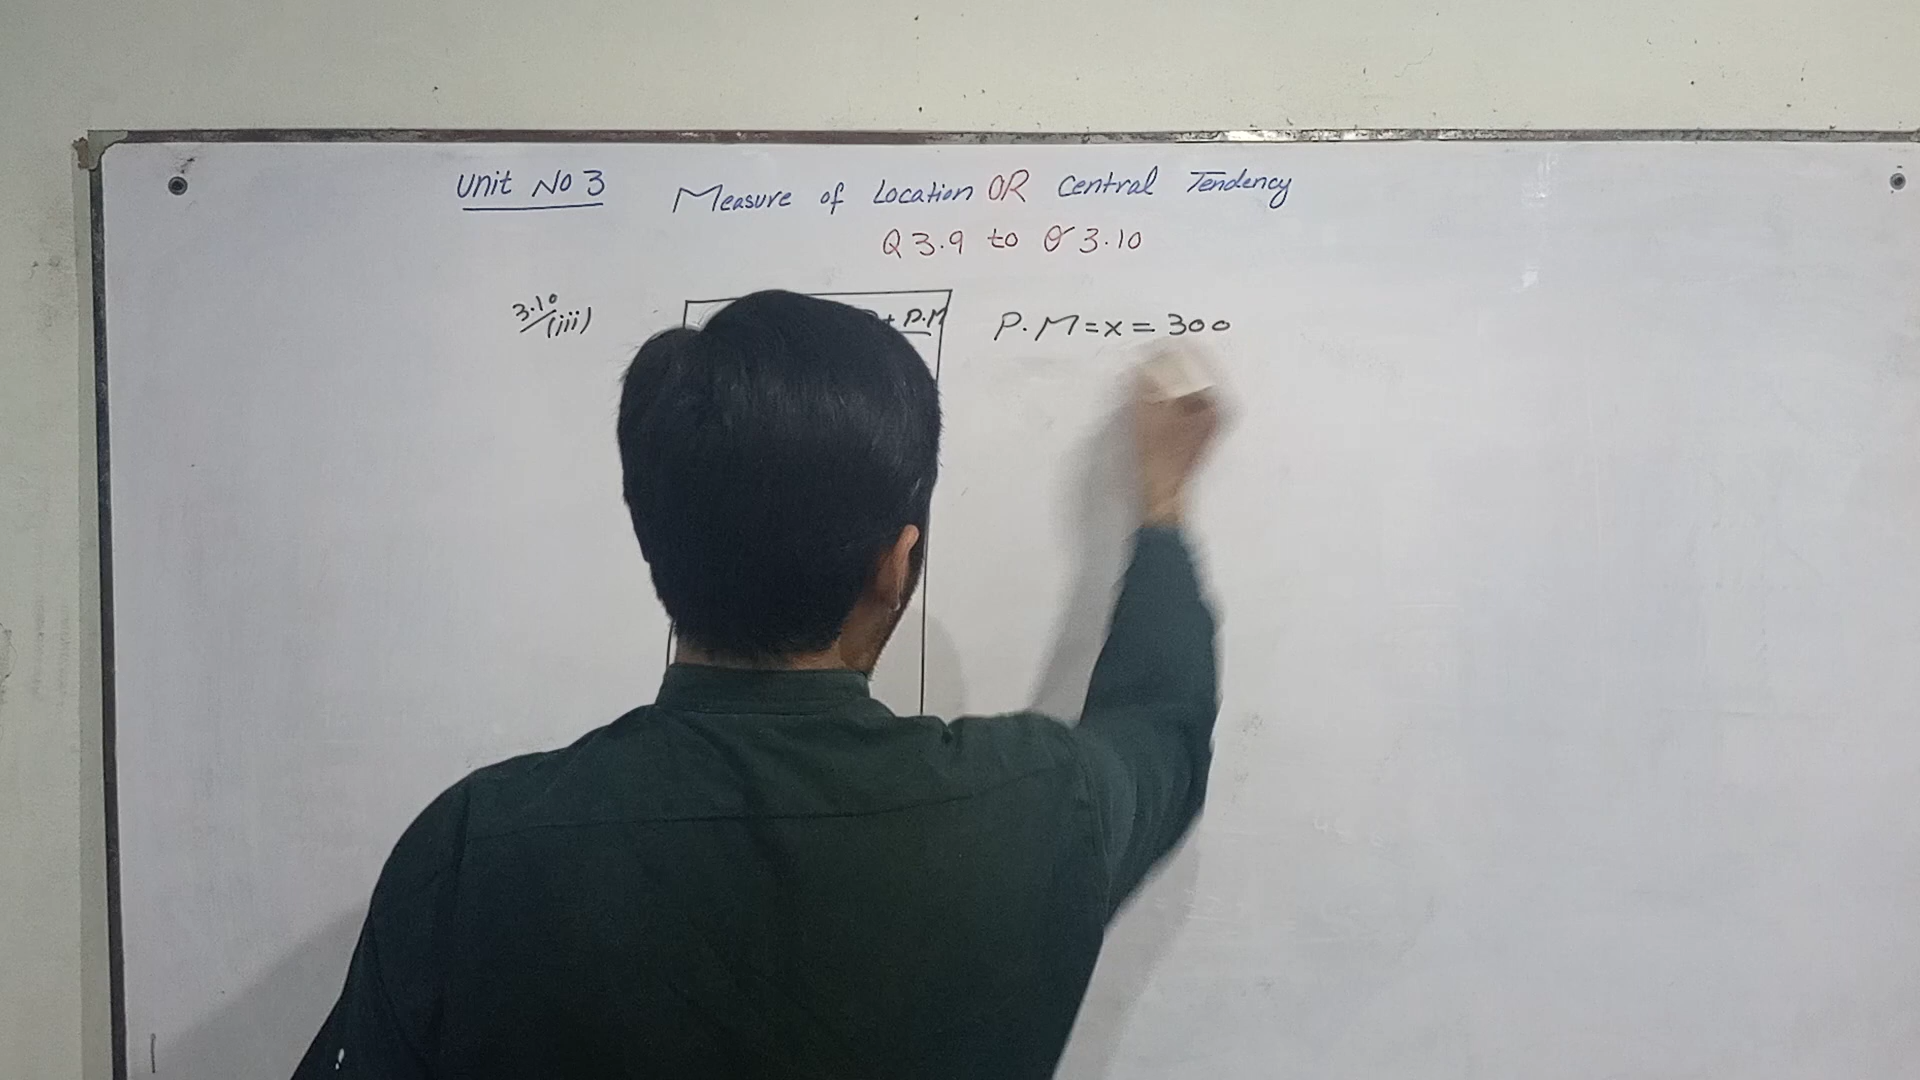 Unit No 3 Measure of Location OR Central Tendency
Q 3.9 to Q 3.10
3.10/(iii)
+ P.M
P.M = x = 300